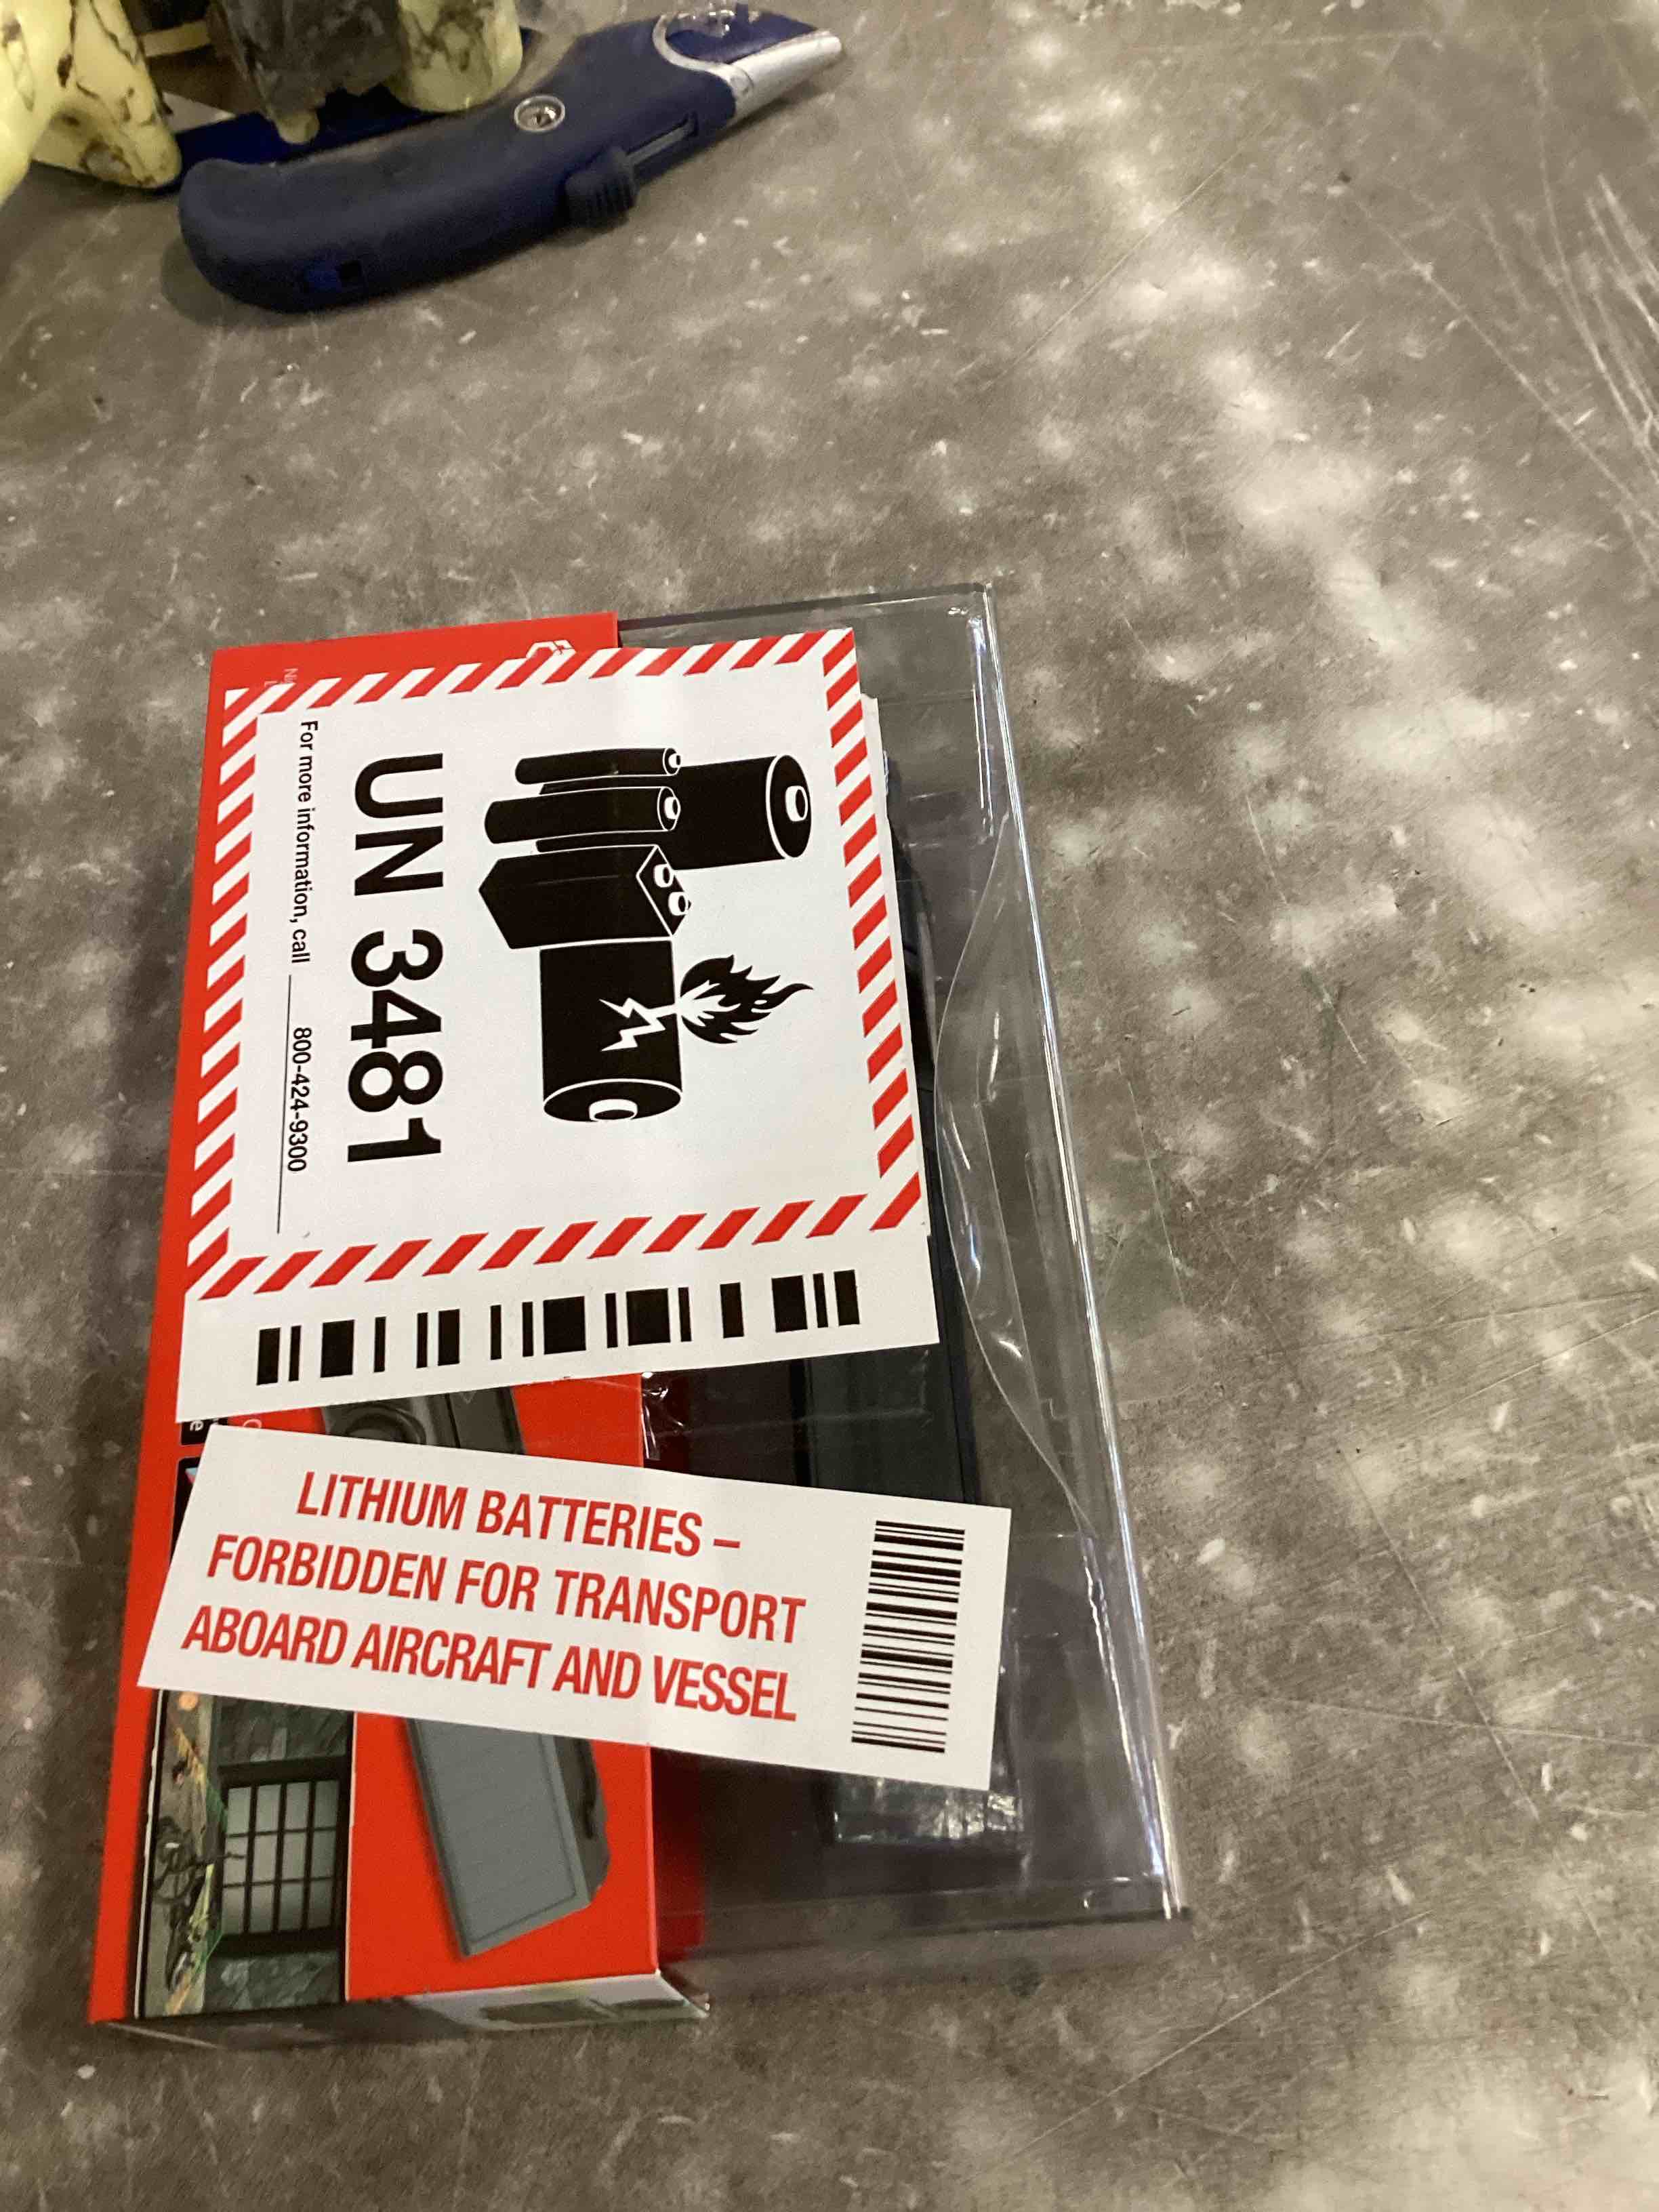 UN 3481
For more information, call 800-424-9300
LITHIUM BATTERIES –
FORBIDDEN FOR TRANSPORT
ABOARD AIRCRAFT AND VESSEL